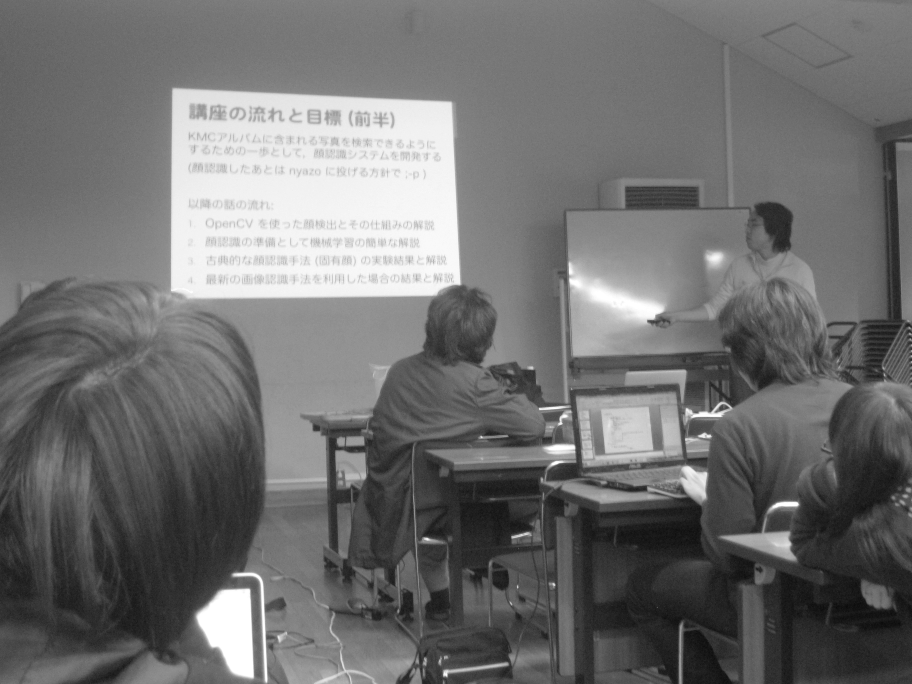 講座の流れと目標 (前半)
KMCアルバムに含まれる写真を検索できるように
するための一歩として、顔認識システムを開発する
(顔認識したあとは nyazo に投げる方針で ;-p )
以降の話の流れ:
1. OpenCV を使った顔検出とその仕組みの解説
2. 顔認識の準備として機械学習の簡単な解説
3. 古典的な顔認識手法 (固有顔) の実験結果と解説
4. 最新の画像認識手法を利用した場合の結果と解説